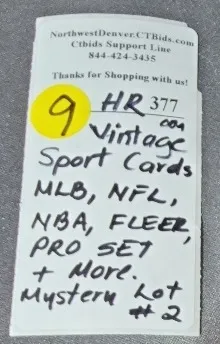 NorthwestDenver.CTBids.com
Ctbids Support Line
844-424-3435
Thanks for Shopping with us!
9 HR 377
Vintage
Sport Cards
MLB, NFL,
NBA, FLEER,
PRO SET
+ More.
Mystery Lot
#2